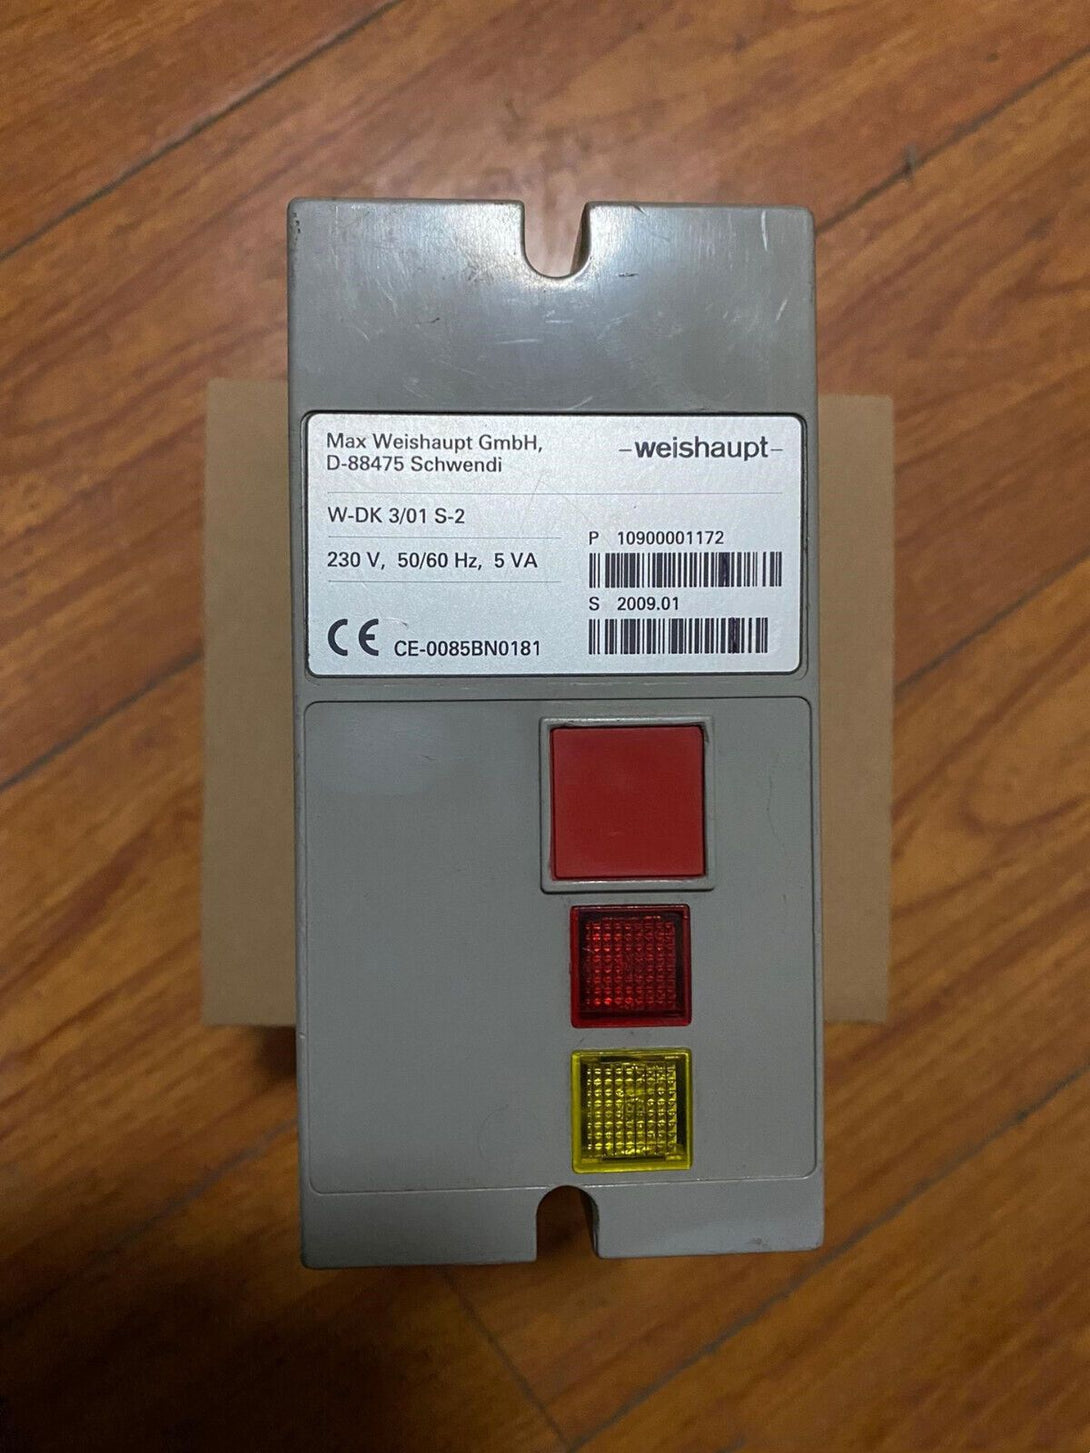 Max Weishaupt GmbH,
D-88475 Schwendi
–weishaupt–
W-DK 3/01 S-2
230 V, 50/60 Hz, 5 VA
P 10900001172
S 2009.01
CE CE-0085BN0181